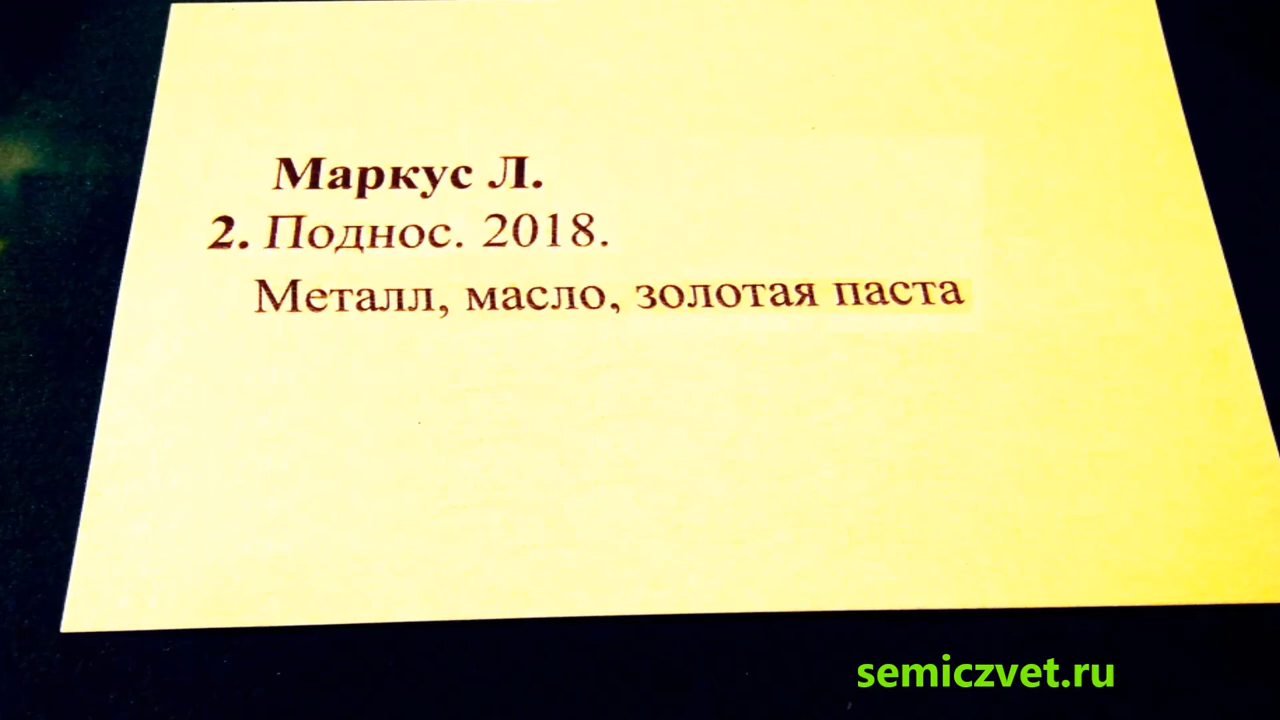 Маркус Л.
2. Поднос. 2018.
Металл, масло, золотая паста
semiczvet.ru